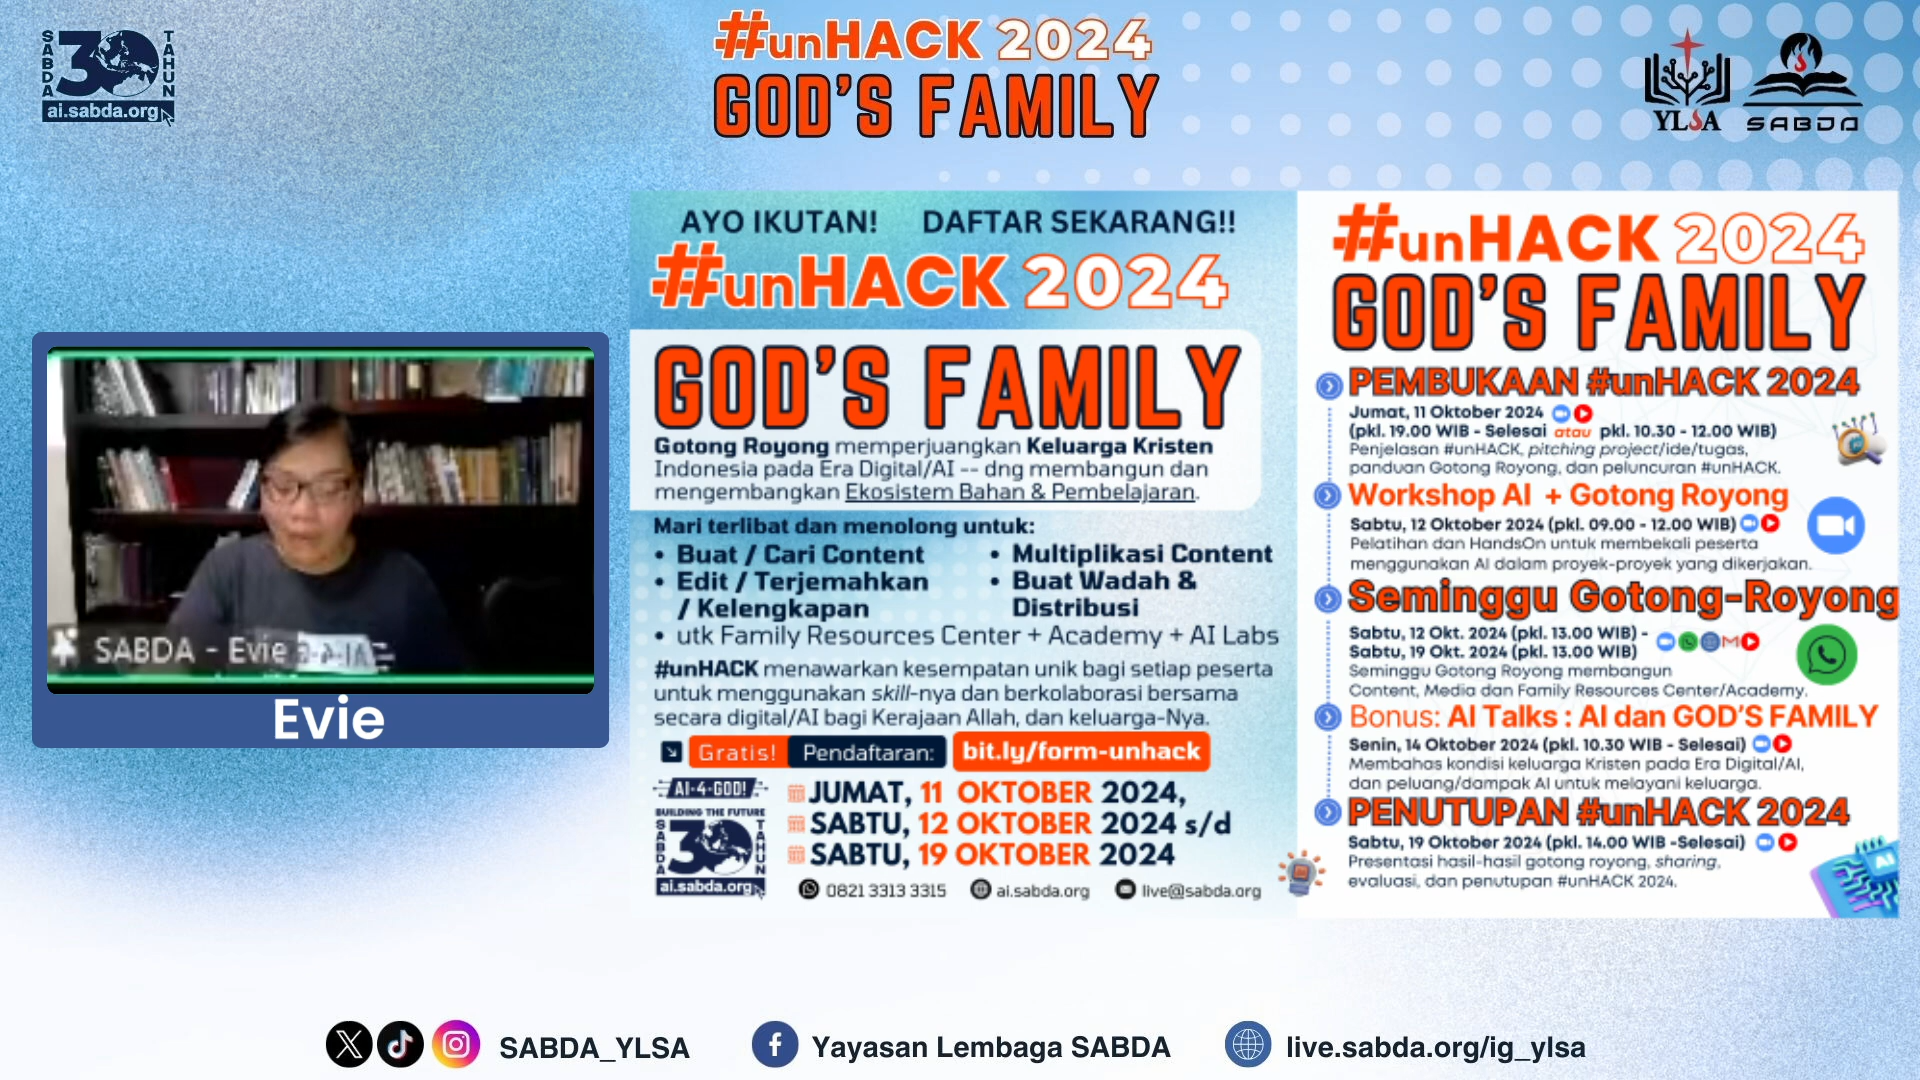 SABDA 30 TAHUN
ai.sabda.org
#unHACK 2024
GOD'S FAMILY
YLSA
SABDA
SABDA - Evie
Evie
AYO IKUTAN! DAFTAR SEKARANG!!
#unHACK 2024
GOD'S FAMILY
Gotong Royong memperjuangkan Keluarga Kristen
Indonesia pada Era Digital/AI -- dng membangun dan
mengembangkan Ekosistem Bahan & Pembelajaran.
Mari terlibat dan menolong untuk:
• Buat / Cari Content
• Edit / Terjemahkan
/ Kelengkapan
• Multiplikasi Content
• Buat Wadah &
Distribusi
• utk Family Resources Center + Academy + AI Labs
#unHACK menawarkan kesempatan unik bagi setiap peserta
untuk menggunakan skill-nya dan berkolaborasi bersama
secara digital/AI bagi Kerajaan Allah, dan keluarga-Nya.
Gratis! Pendaftaran: bit.ly/form-unhack
AI-4-GOD!
BUILDING THE FUTURE
SABDA 30 TAHUN
ai.sabda.org
JUMAT, 11 OKTOBER 2024,
SABTU, 12 OKTOBER 2024 s/d
SABTU, 19 OKTOBER 2024
0821 3313 3315 ai.sabda.org live@sabda.org
#unHACK 2024
GOD'S FAMILY
PEMBUKAAN #unHACK 2024
Jumat, 11 Oktober 2024
(pkl. 19.00 WIB - Selesai atau pkl. 10.30 - 12.00 WIB)
Penjelasan #unHACK, pitching project/ide/tugas,
panduan Gotong Royong, dan peluncuran #unHACK.
Workshop AI + Gotong Royong
Sabtu, 12 Oktober 2024 (pkl. 09.00 - 12.00 WIB)
Pelatihan dan HandsOn untuk membekali peserta
menggunakan AI dalam proyek-proyek yang dikerjakan.
Seminggu Gotong-Royong
Sabtu, 12 Okt. 2024 (pkl. 13.00 WIB) -
Sabtu, 19 Okt. 2024 (pkl. 13.00 WIB)
Seminggu Gotong Royong membangun
Content, Media dan Family Resources Center/Academy.
Bonus: AI Talks : AI dan GOD'S FAMILY
Senin, 14 Oktober 2024 (pkl. 10.30 WIB - Selesai)
Membahas kondisi keluarga Kristen pada Era Digital/AI,
dan peluang/dampak AI untuk melayani keluarga.
PENUTUPAN #unHACK 2024
Sabtu, 19 Oktober 2024 (pkl. 14.00 WIB -Selesai)
Presentasi hasil-hasil gotong royong, sharing,
evaluasi, dan penutupan #unHACK 2024.
AI
SABDA_YLSA
Yayasan Lembaga SABDA
live.sabda.org/ig_ylsa